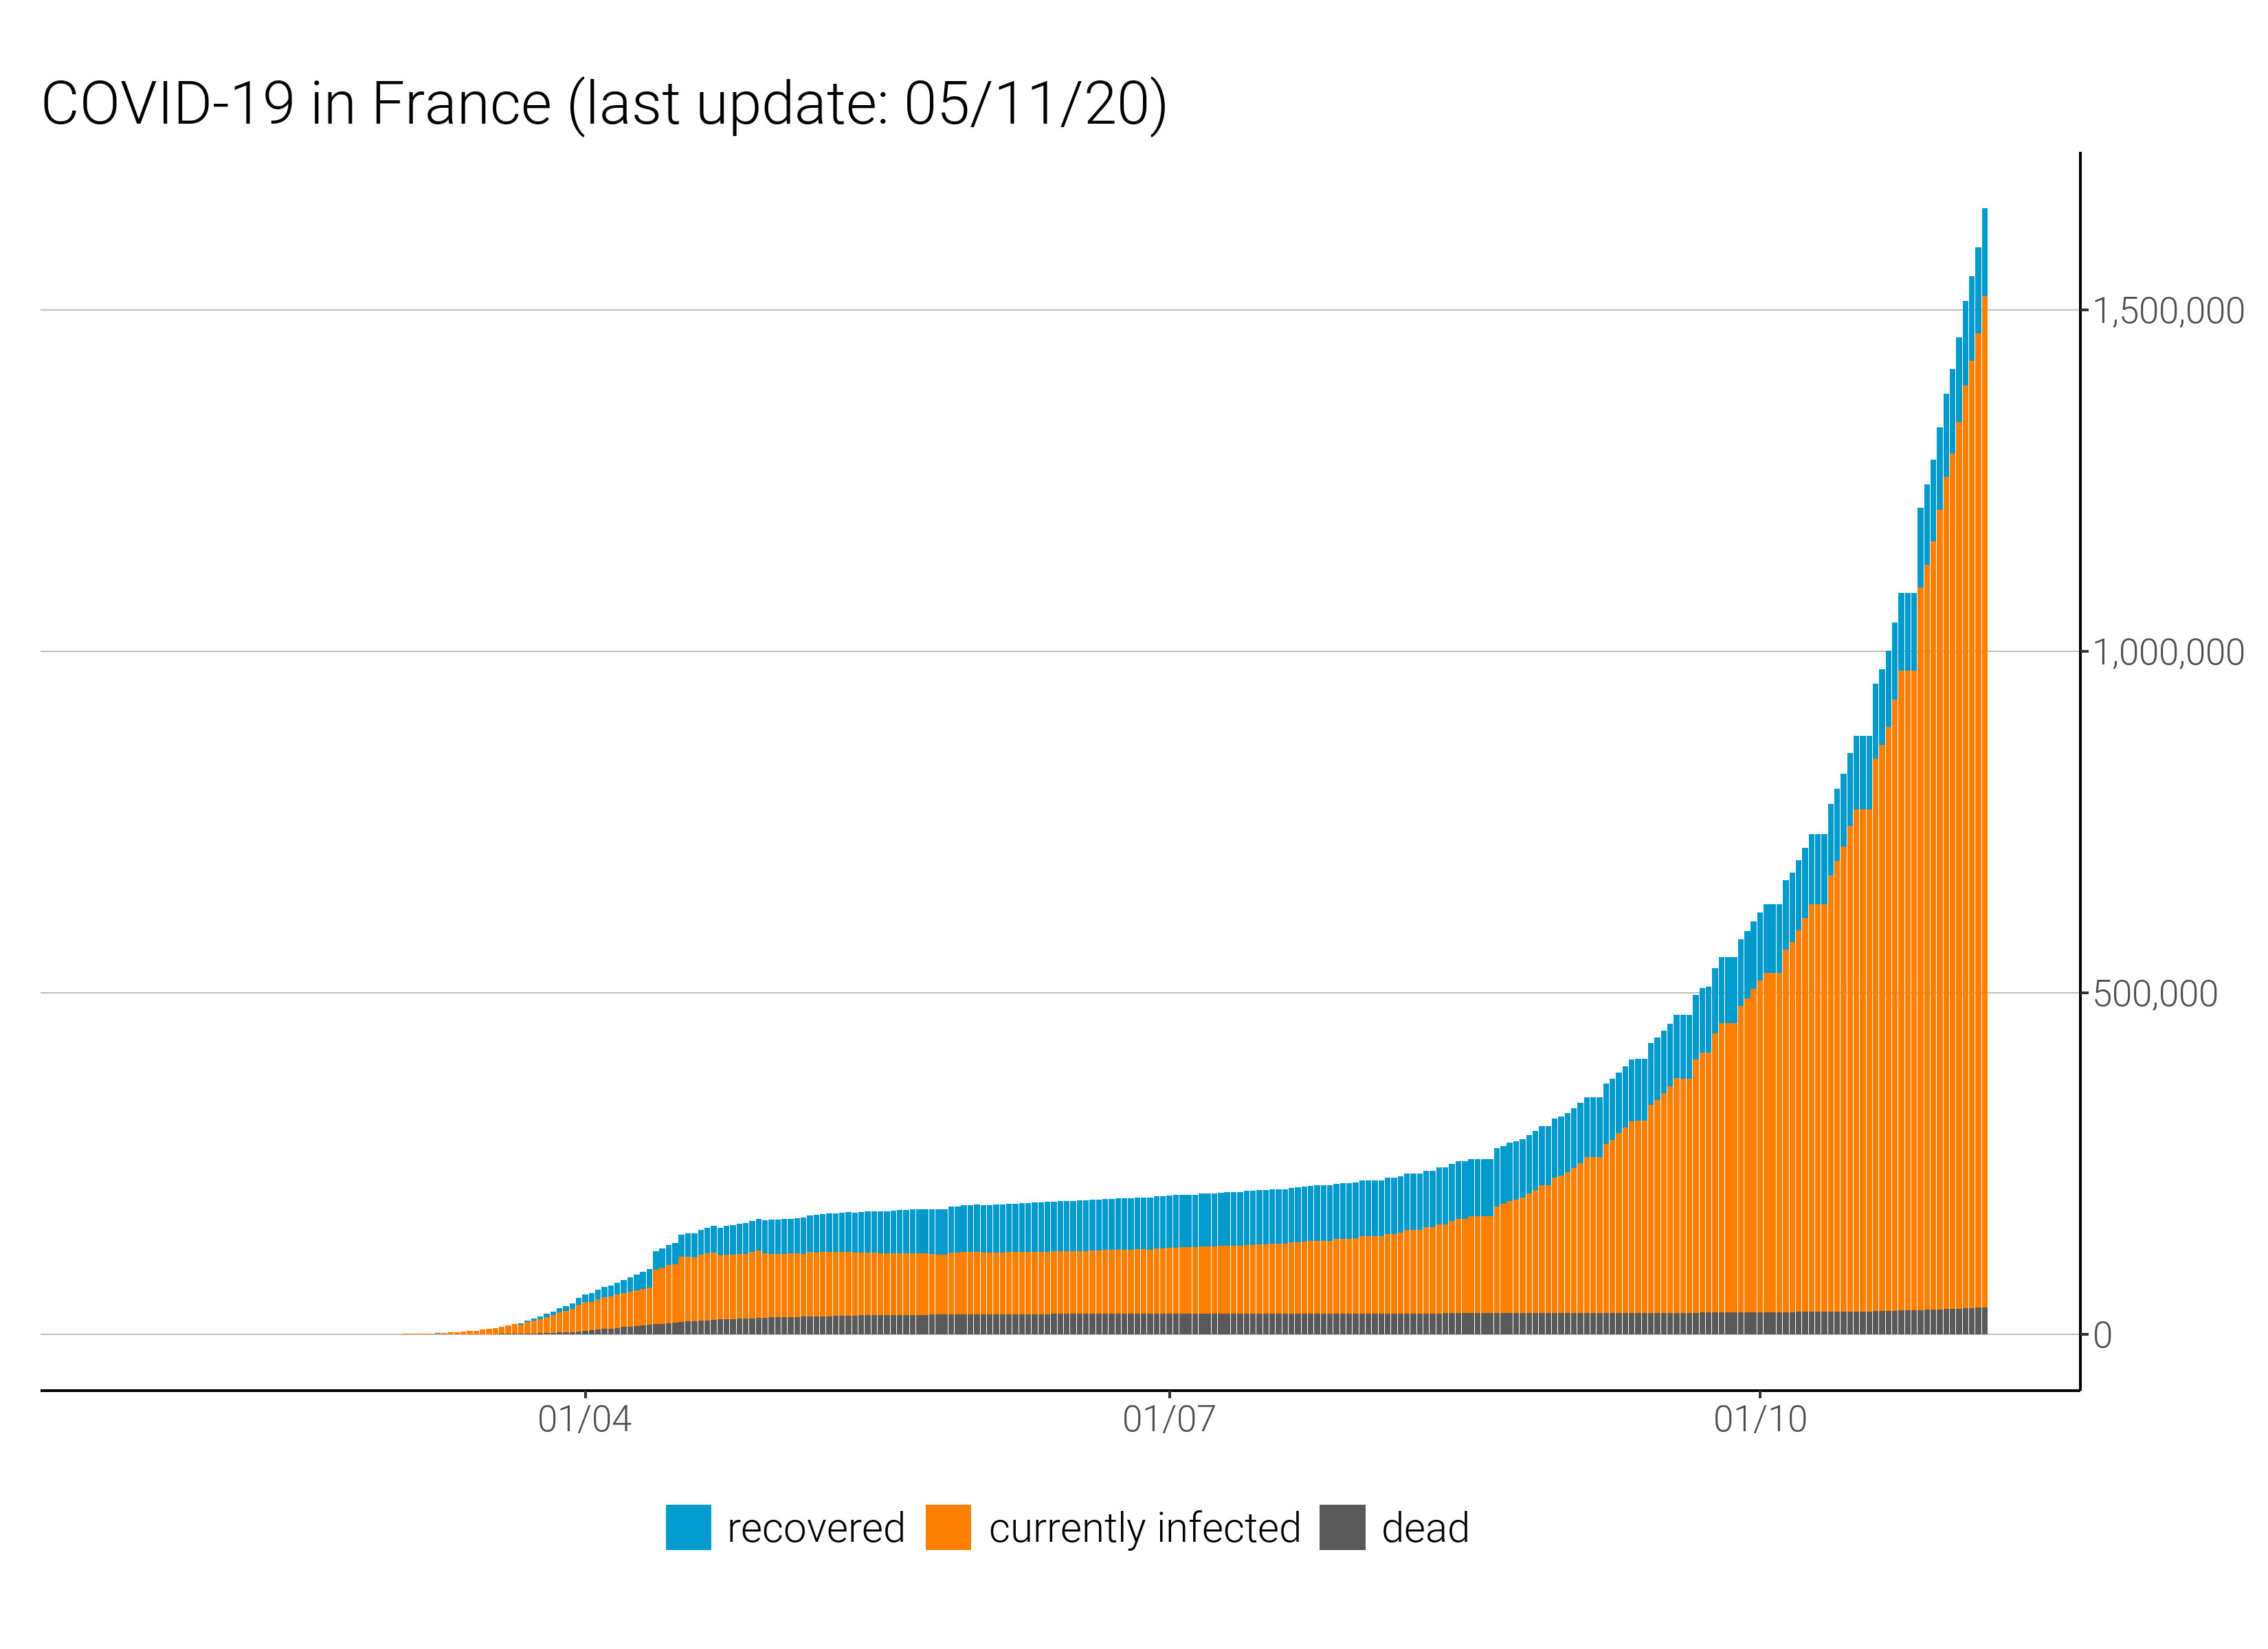 COVID-19 in France (last update: 05/11/20)
1,500,000
1,000,000
500,000
0
01/04 01/07 01/10
recovered currently infected dead